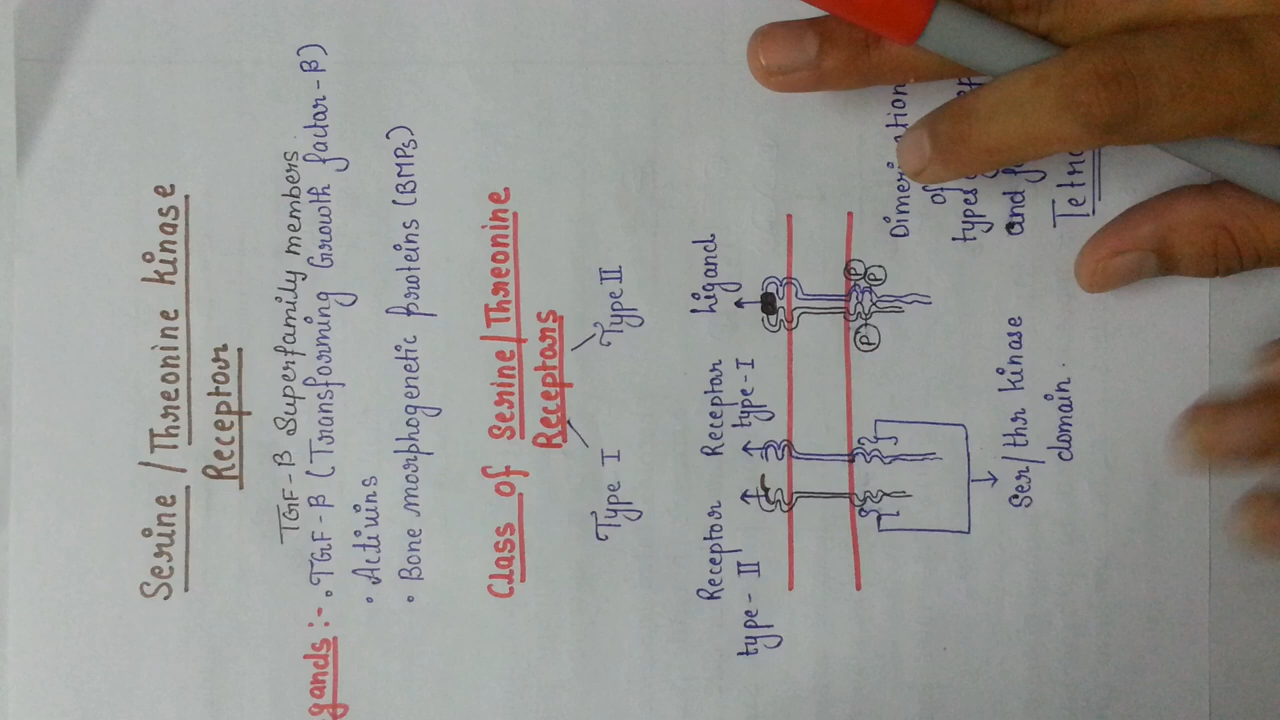 Serine / Threonine kinase
Receptor
TGF-B Superfamily members
gands :- • TGF-B (Transforming Growth factor-B)
• Activins
• Bone morphogenetic proteins (BMPs)
Class of serine/Threonine
Receptors
Type I Type II
Receptor type-II
Receptor type-I
Ligand
P
P
P
Ser/thr kinase
domain.
of
types
and